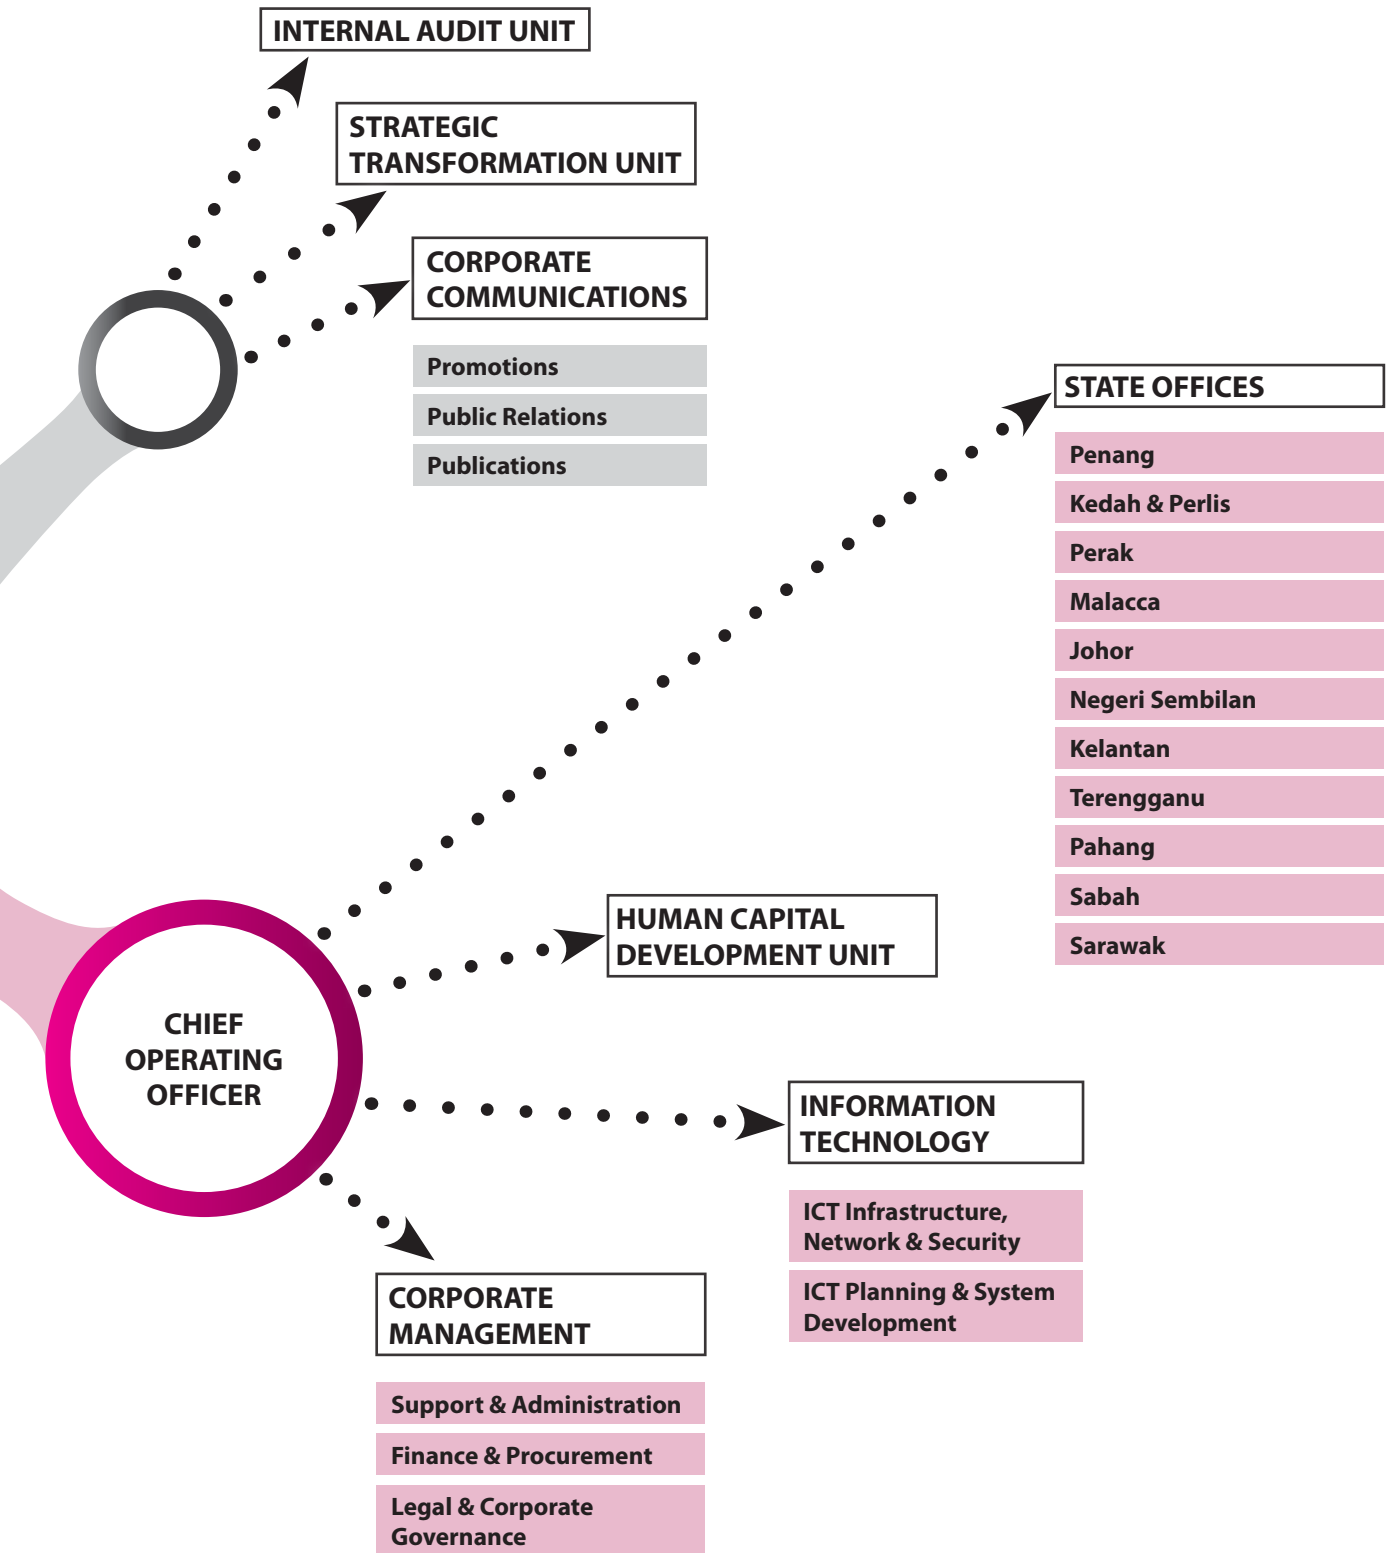 INTERNAL AUDIT UNIT
STRATEGIC
TRANSFORMATION UNIT
CORPORATE
COMMUNICATIONS
Promotions
Public Relations
Publications
STATE OFFICES
Penang
Kedah & Perlis
Perak
Malacca
Johor
Negeri Sembilan
Kelantan
Terengganu
Pahang
Sabah
Sarawak
HUMAN CAPITAL
DEVELOPMENT UNIT
CHIEF
OPERATING
OFFICER
INFORMATION
TECHNOLOGY
ICT Infrastructure,
Network & Security
ICT Planning & System
Development
CORPORATE
MANAGEMENT
Support & Administration
Finance & Procurement
Legal & Corporate
Governance